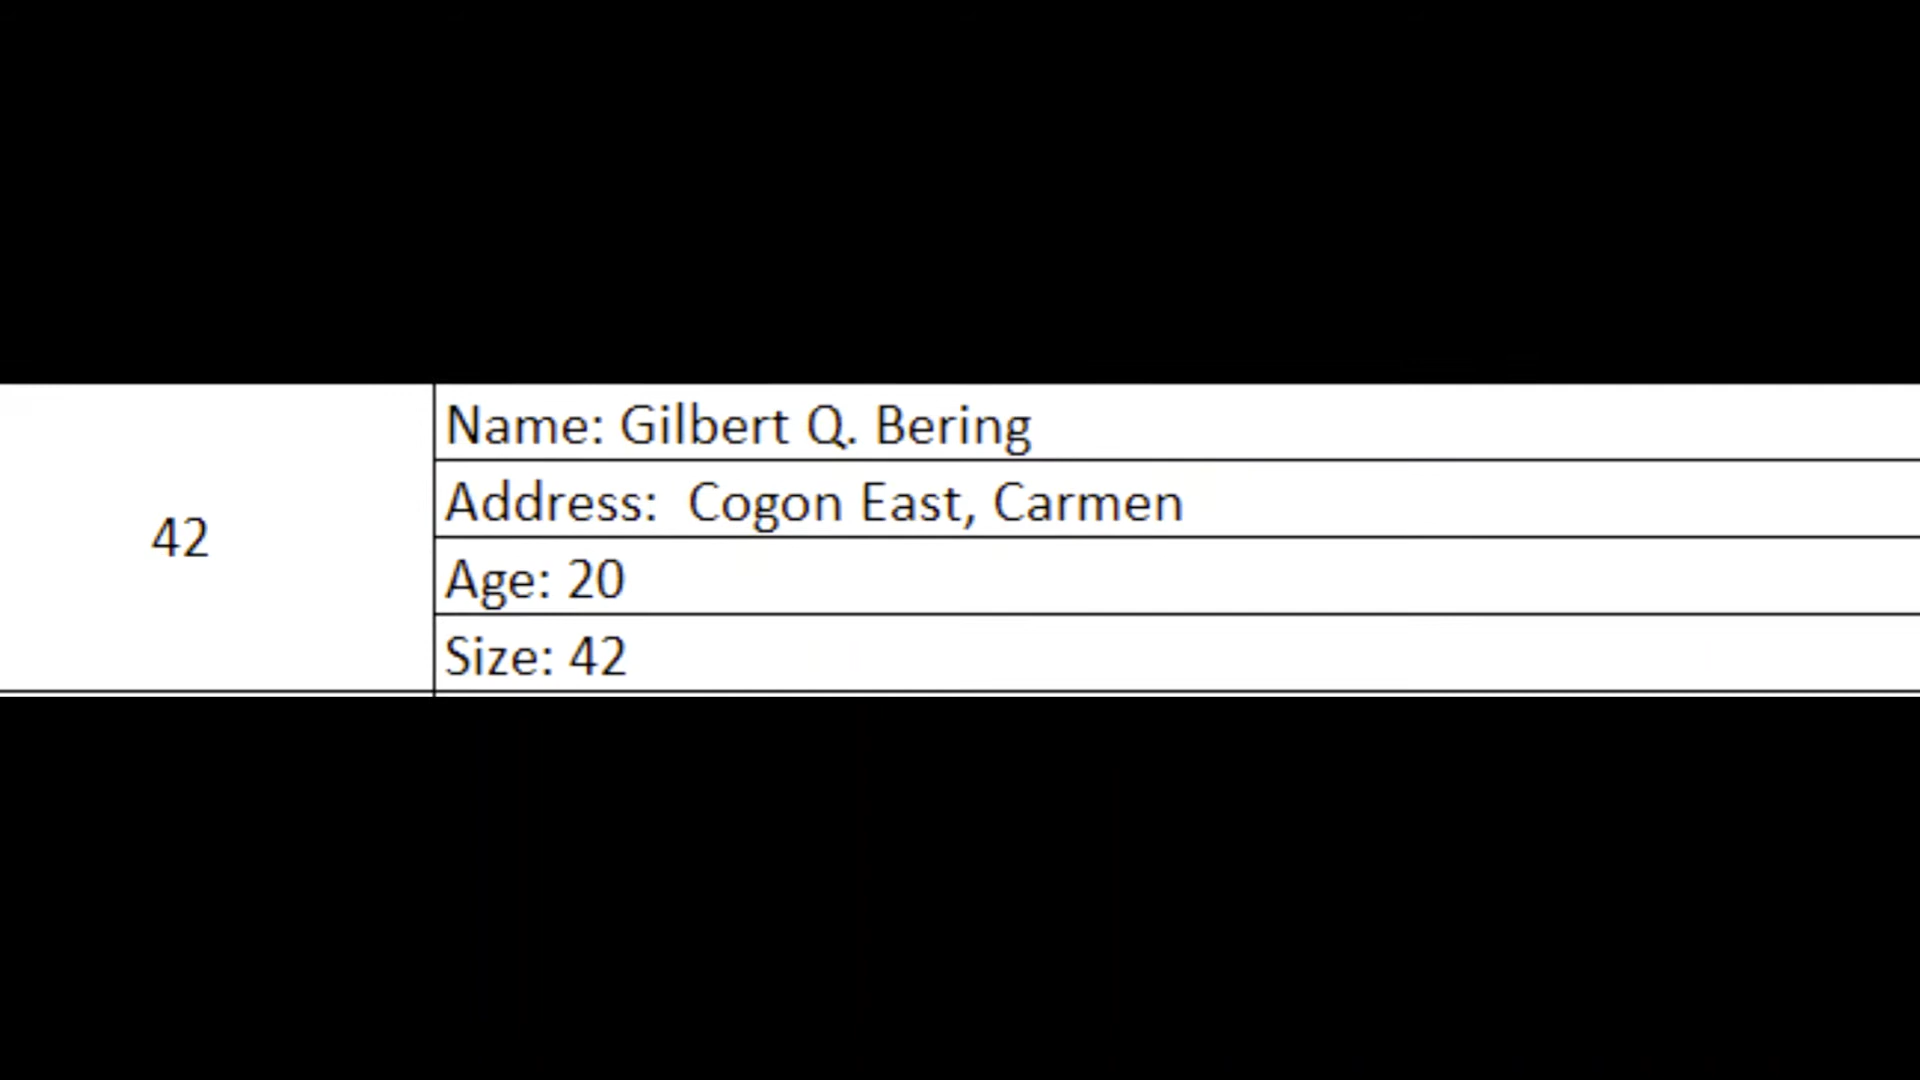 42
Name: Gilbert Q. Bering
Address:  Cogon East, Carmen
Age: 20
Size: 42